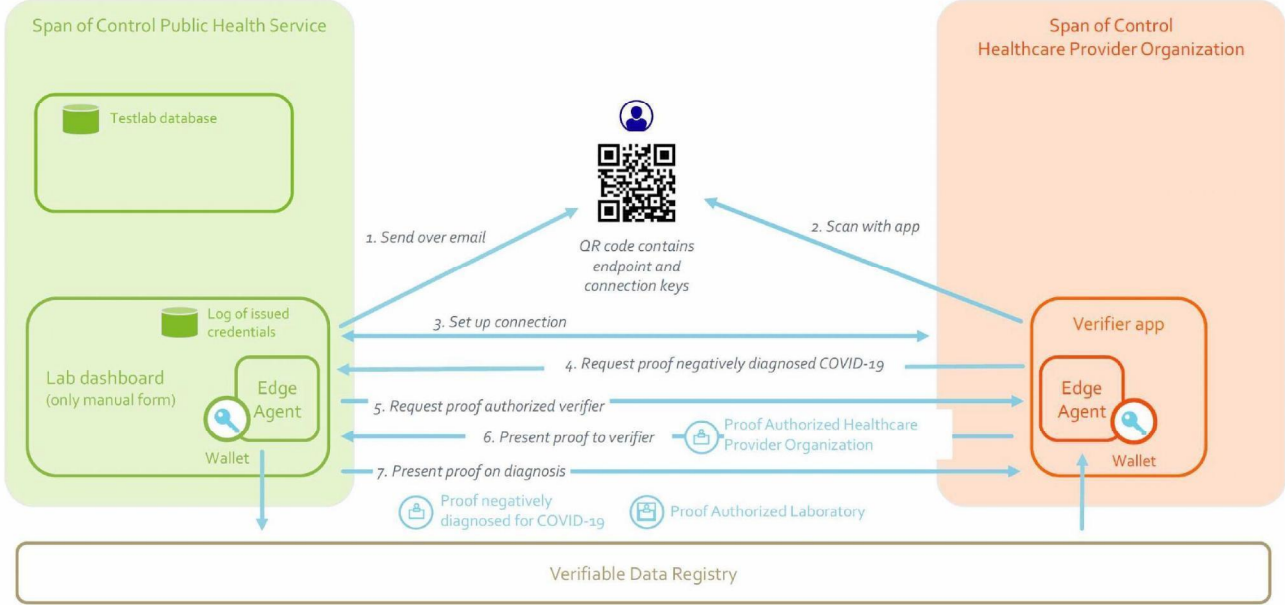 Span of Control Public Health Service
Span of Control
Healthcare Provider Organization
Testlab database
1. Send over email
2. Scan with app
QR code contains
endpoint and
connection keys
Log of issued
credentials
3. Set up connection
Verifier app
4. Request proof negatively diagnosed COVID-19
Lab dashboard
(only manual form)
Edge
Agent
Edge
Agent
5. Request proof authorized verifier
6. Present proof to verifier
Proof Authorized Healthcare
Provider Organization
Wallet
Wallet
7. Present proof on diagnosis
Proof negatively
diagnosed for COVID-19
Proof Authorized Laboratory
Verifiable Data Registry